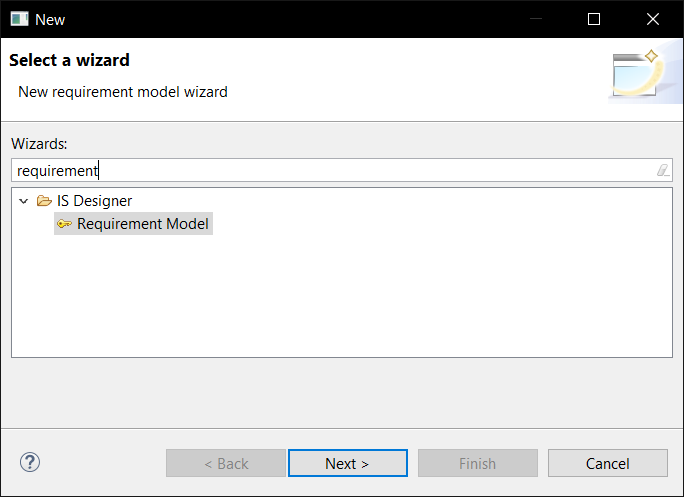 New
Select a wizard
New requirement model wizard
Wizards:
requirement
IS Designer
Requirement Model
? < Back Next > Finish Cancel